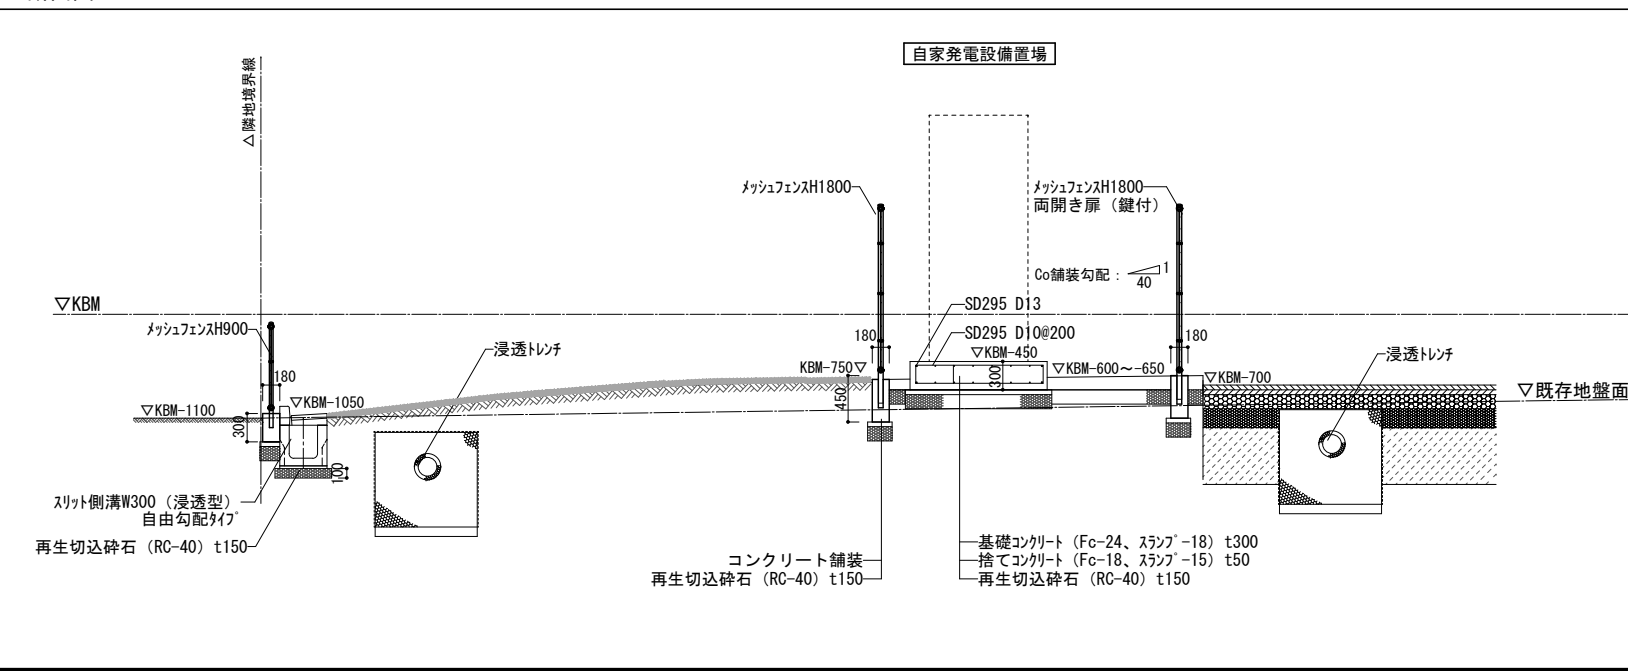 自家発電設備置場
△隣地境界線
メッシュフェンスH1800
メッシュフェンスH1800
両開き扉（鍵付）
Co舗装勾配：
1
40
▽KBM
メッシュフェンスH900
SD295 D13
SD295 D10@200
180
180
180
浸透トレンチ
浸透トレンチ
▽KBM-450
KBM-750▽
▽KBM-600～-650
▽KBM-700
300
450
▽既存地盤面
▽KBM-1100
▽KBM-1050
300
100
スリット側溝W300（浸透型）
自由勾配タイプ
再生切込砕石（RC-40）t150
コンクリート舗装
再生切込砕石（RC-40）t150
基礎コンクリート（Fc-24、スランプ-18）t300
捨てコンクリート（Fc-18、スランプ-15）t50
再生切込砕石（RC-40）t150